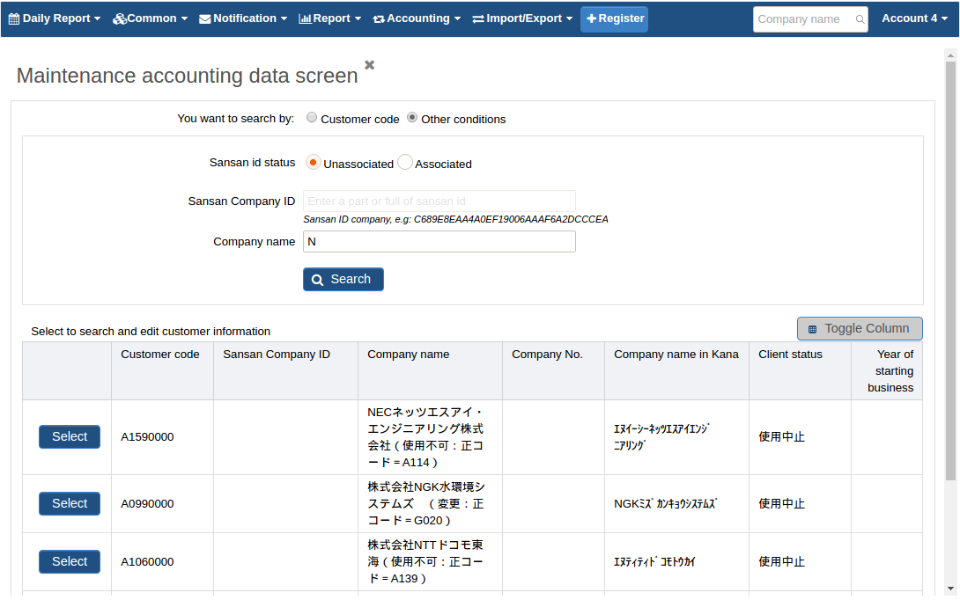 Daily Report Common Notification Report Accounting Import/Export Register Company name Account 4
Maintenance accounting data screen
You want to search by: Customer code Other conditions
Sansan id status Unassociated Associated
Sansan Company ID Enter a part or full of sansan id
Sansan ID company, e.g: C689E8EAA4A0EF19006AAAF6A2DCCCEA
Company name N
Search
Toggle Column
Select to search and edit customer information
Customer code Sansan Company ID Company name Company No. Company name in Kana Client status Year of
starting
business
NECネッツエスアイ・
エンジニアリング株式
会社（使用不可：正コ
ード＝A114）
Select A1590000 ｴﾇｲｰｼｰﾈｯﾂｴｽｱｲｴﾝｼﾞ
ﾆｱﾘﾝｸﾞ
使用中止
株式会社NGK水環境シ
ステムズ　（変更：正
コード＝G020）
Select A0990000 NGKﾐｽﾞｶﾝｷｮｳｼｽﾃﾑｽﾞ 使用中止
株式会社NTTドコモ東
海（使用不可：正コー
ド＝A139）
Select A1060000 ｴﾇﾃｨﾃｨﾄﾞｺﾓﾄｳｶｲ 使用中止